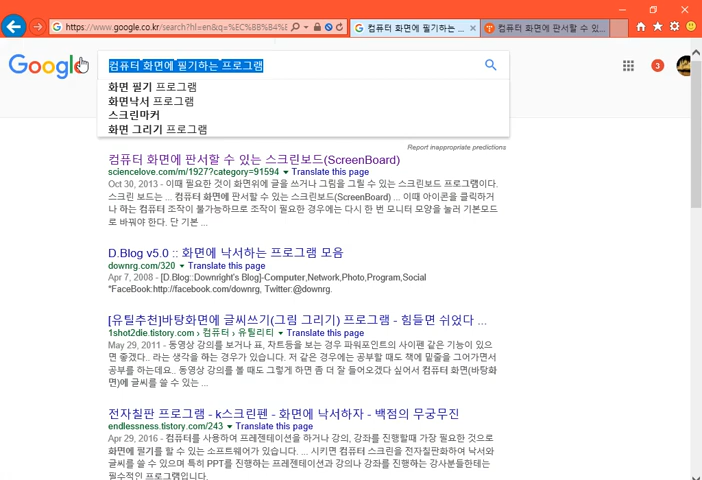 https://www.google.co.kr/search?hl=en&q=%EC%BB%B4%E
컴퓨터 화면에 필기하는 ...
컴퓨터 화면에 판서할 수 있...
Google
컴퓨터 화면에 필기하는 프로그램
3
화면 필기 프로그램
화면낙서 프로그램
스크린마커
화면 그리기 프로그램
Report inappropriate predictions
컴퓨터 화면에 판서할 수 있는 스크린보드(ScreenBoard)
sciencelove.com/m/1927?category=91594 Translate this page
Oct 30, 2013 - 이때 필요한 것이 화면위에 글을 쓰거나 그림을 그릴 수 있는 스크린보드 프로그램이다.
스크린 보드는 ... 컴퓨터 화면에 판서할 수 있는 스크린보드(ScreenBoard) ... 이때 아이콘을 클릭하거
나 하는 컴퓨터 조작이 불가능하므로 조작이 필요한 경우에는 다시 한 번 모니터 모양을 눌러 기본모드
로 바꿔야 한다. 단 기본 ...
D.Blog v5.0 :: 화면에 낙서하는 프로그램 모음
downrg.com/320 Translate this page
Apr 7, 2008 - [D.Blog::Downright's Blog]-Computer,Network,Photo,Program,Social
*FaceBook:http://facebook.com/downrg, Twitter:@downrg.
[유틸추천]바탕화면에 글씨쓰기(그림 그리기) 프로그램 - 힘들면 쉬었다 ...
1shot2die.tistory.com › 컴퓨터 › 유틸리티 Translate this page
May 29, 2011 - 동영상 강의를 보거나 표, 차트등을 보는 경우 파워포인트의 사이펜 같은 기능이 있으
면 좋겠다.. 라는 생각을 하는 경우가 있습니다. 저 같은 경우에는 공부할 때도 책에 밑줄을 그어가면서
공부를 하는데요.. 동영상 강의를 볼 때도 그렇게 하면 좀 더 잘 들어오겠다 싶어서 컴퓨터(바탕화
면)에 글씨를 쓸 수 있는 ...
전자칠판 프로그램 - k스크린펜 - 화면에 낙서하자 - 백점의 무궁무진
endlessness.tistory.com/243 Translate this page
Apr 29, 2016 - 컴퓨터를 사용하여 프레젠테이션을 하거나 강의, 강좌를 진행할때 가장 필요한 것으로
화면에 필기를 할 수 있는 소프트웨어가 있습니다. ... 시키면 컴퓨터 스크린을 전자칠판화하여 낙서와
글씨를 쓸 수 있으며 특히 PPT를 진행하는 프레젠테이션과 강의나 강좌를 진행하는 강사분들한테는
필수적인 프로그램입니다.